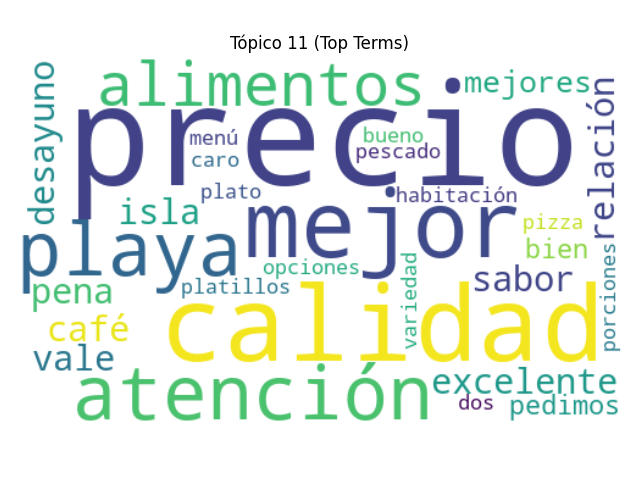 Tópico 11 (Top Terms)
desayuno
alimentos
mejores
precio
relación
menú
bueno
caro
pescado
plato
habitación
isla
mejor
pizza
playa
bien
opciones
sabor
platillos
variedad
porciones
pena
calidad
café
vale
atención
excelente
dos
pedimos